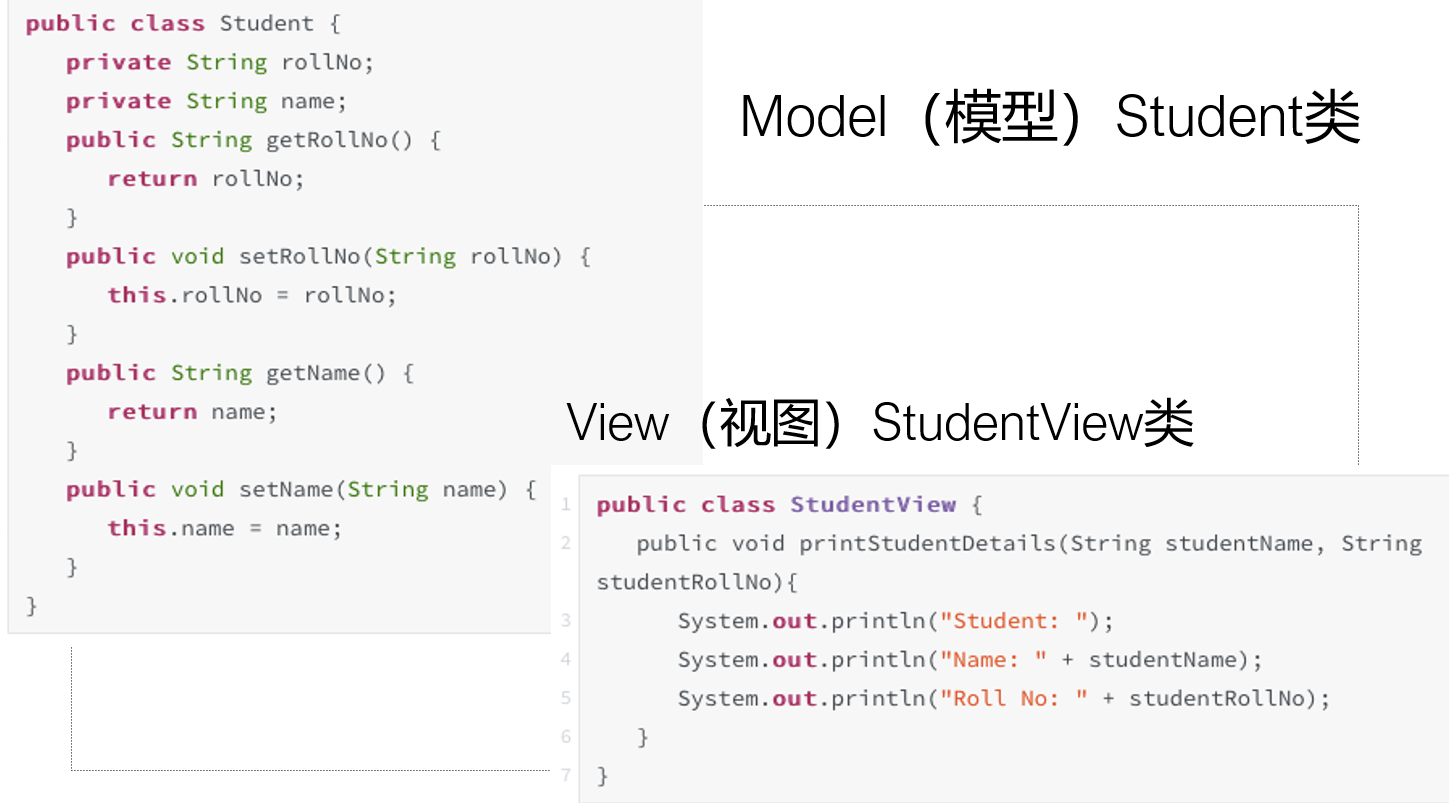 public class Student {
private String rollNo;
private String name;
public String getRollNo() {
return rollNo;
}
public void setRollNo(String rollNo) {
this.rollNo = rollNo;
}
public String getName() {
return name;
}
public void setName(String name) {
this.name = name;
}
}
Model（模型）Student类
View（视图）StudentView类
1 public class StudentView {
2 public void printStudentDetails(String studentName, String
studentRollNo){
3 System.out.println("Student: ");
4 System.out.println("Name: " + studentName);
5 System.out.println("Roll No: " + studentRollNo);
6 }
7 }